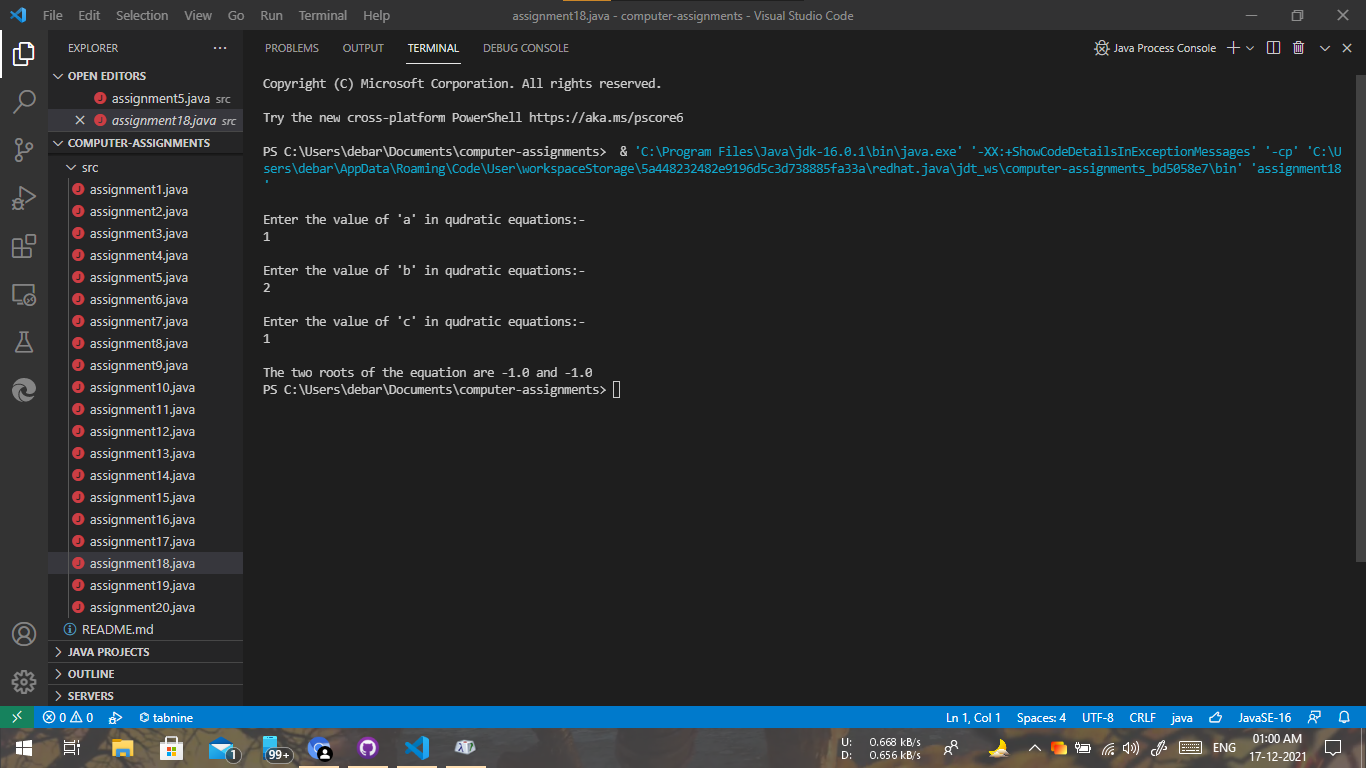 File Edit Selection View Go Run Terminal Help
assignment18.java - computer-assignments - Visual Studio Code
EXPLORER
OPEN EDITORS
assignment5.java src
assignment18.java src
COMPUTER-ASSIGNMENTS
src
assignment1.java
assignment2.java
assignment3.java
assignment4.java
assignment5.java
assignment6.java
assignment7.java
assignment8.java
assignment9.java
assignment10.java
assignment11.java
assignment12.java
assignment13.java
assignment14.java
assignment15.java
assignment16.java
assignment17.java
assignment18.java
assignment19.java
assignment20.java
README.md
JAVA PROJECTS
OUTLINE
SERVERS
PROBLEMS OUTPUT TERMINAL DEBUG CONSOLE
Java Process Console
Copyright (C) Microsoft Corporation. All rights reserved.
Try the new cross-platform PowerShell https://aka.ms/pscore6
PS C:\Users\debar\Documents\computer-assignments>  & 'C:\Program Files\Java\jdk-16.0.1\bin\java.exe' '-XX:+ShowCodeDetailsInExceptionMessages' '-cp' 'C:\U
sers\debar\AppData\Roaming\Code\User\workspaceStorage\5a448232482e9196d5c3d738885fa33a\redhat.java\jdt_ws\computer-assignments_bd5058e7\bin' 'assignment18
'
Enter the value of 'a' in qudratic equations:-
1
Enter the value of 'b' in qudratic equations:-
2
Enter the value of 'c' in qudratic equations:-
1
The two roots of the equation are -1.0 and -1.0
PS C:\Users\debar\Documents\computer-assignments>
0 0 tabnine
Ln 1, Col 1 Spaces: 4 UTF-8 CRLF java JavaSE-16
1
99+
U: 0.668 kB/s
D: 0.656 kB/s
ENG
01:00 AM
17-12-2021